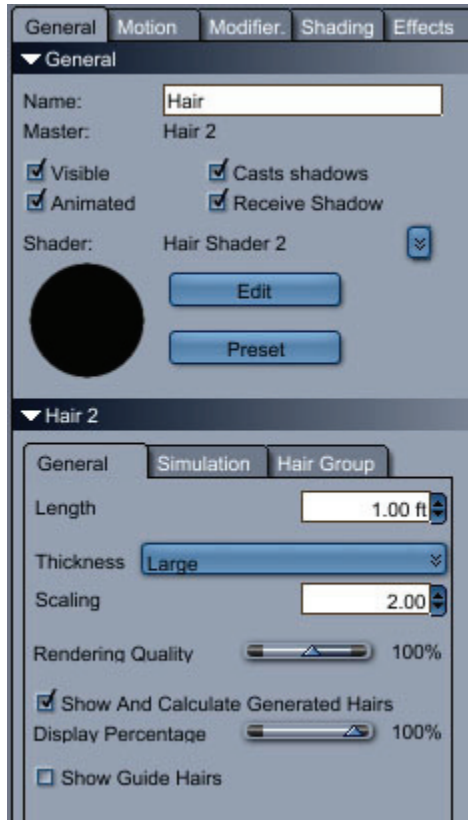 General Motion Modifier. Shading Effects
General
Name: Hair
Master: Hair 2
Visible Casts shadows
Animated Receive Shadow
Shader: Hair Shader 2
Edit
Preset
Hair 2
General Simulation Hair Group
Length 1.00 ft
Thickness Large
Scaling 2.00
Rendering Quality 100%
Show And Calculate Generated Hairs
Display Percentage 100%
Show Guide Hairs